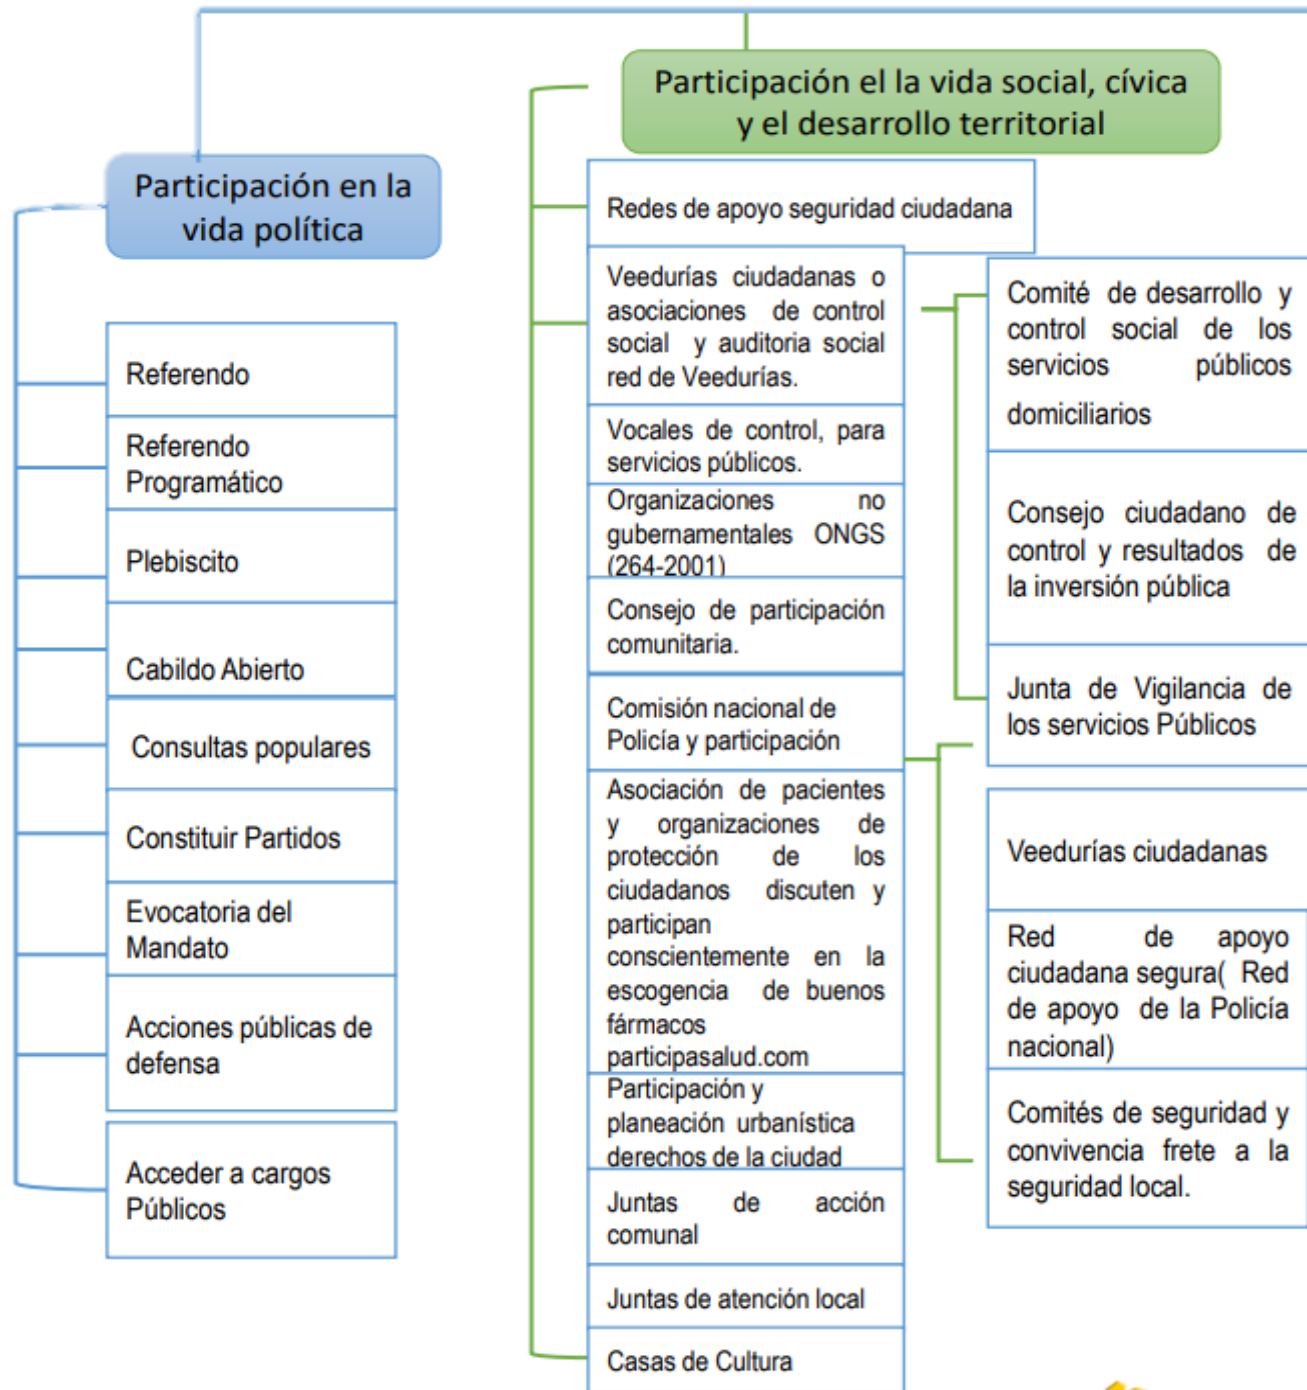 Participación en la
vida política
Referendo
Referendo
Programático
Plebiscito
Cabildo Abierto
Consultas populares
Constituir Partidos
Evocatoria del
Mandato
Acciones públicas de
defensa
Acceder a cargos
Públicos
Participación el la vida social, cívica
y el desarrollo territorial
Redes de apoyo seguridad ciudadana
Veedurías ciudadanas o
asociaciones de control
social y auditoria social
red de Veedurías.
Vocales de control, para
servicios públicos.
Organizaciones no
gubernamentales ONGS
(264-2001)
Consejo de participación
comunitaria.
Comisión nacional de
Policía y participación
Asociación de pacientes
y organizaciones de
protección de los
ciudadanos discuten y
participan
conscientemente en la
escogencia de buenos
fármacos
participasalud.com
Participación y
planeación urbanística
derechos de la ciudad
Juntas de acción
comunal
Juntas de atención local
Casas de Cultura
Comité de desarrollo y
control social de los
servicios públicos
domiciliarios
Consejo ciudadano de
control y resultados de
la inversión pública
Junta de Vigilancia de
los servicios Públicos
Veedurías ciudadanas
Red de apoyo
ciudadana segura( Red
de apoyo de la Policía
nacional)
Comités de seguridad y
convivencia frete a la
seguridad local.